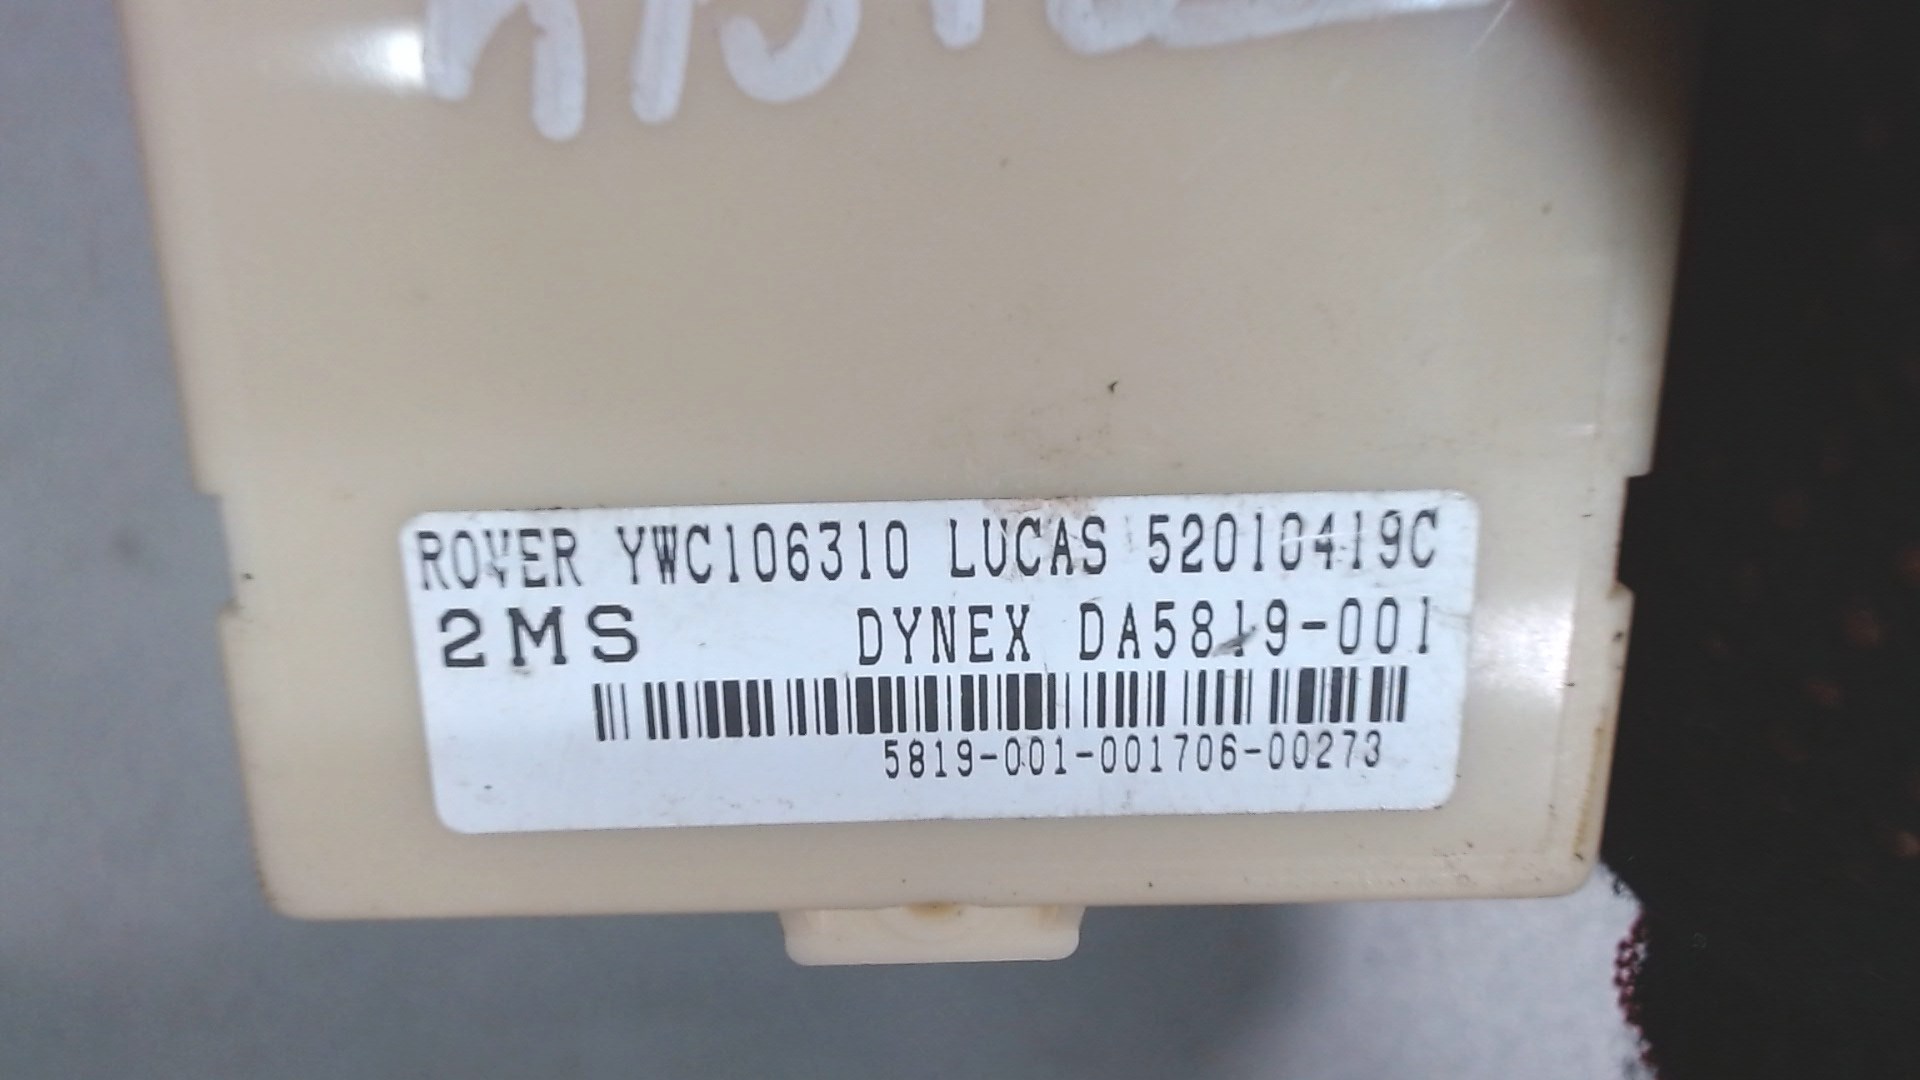 ROVER YWC106310 LUCAS 52010419C
2MS DYNEX DA5819-001
5819-001-001706-00273